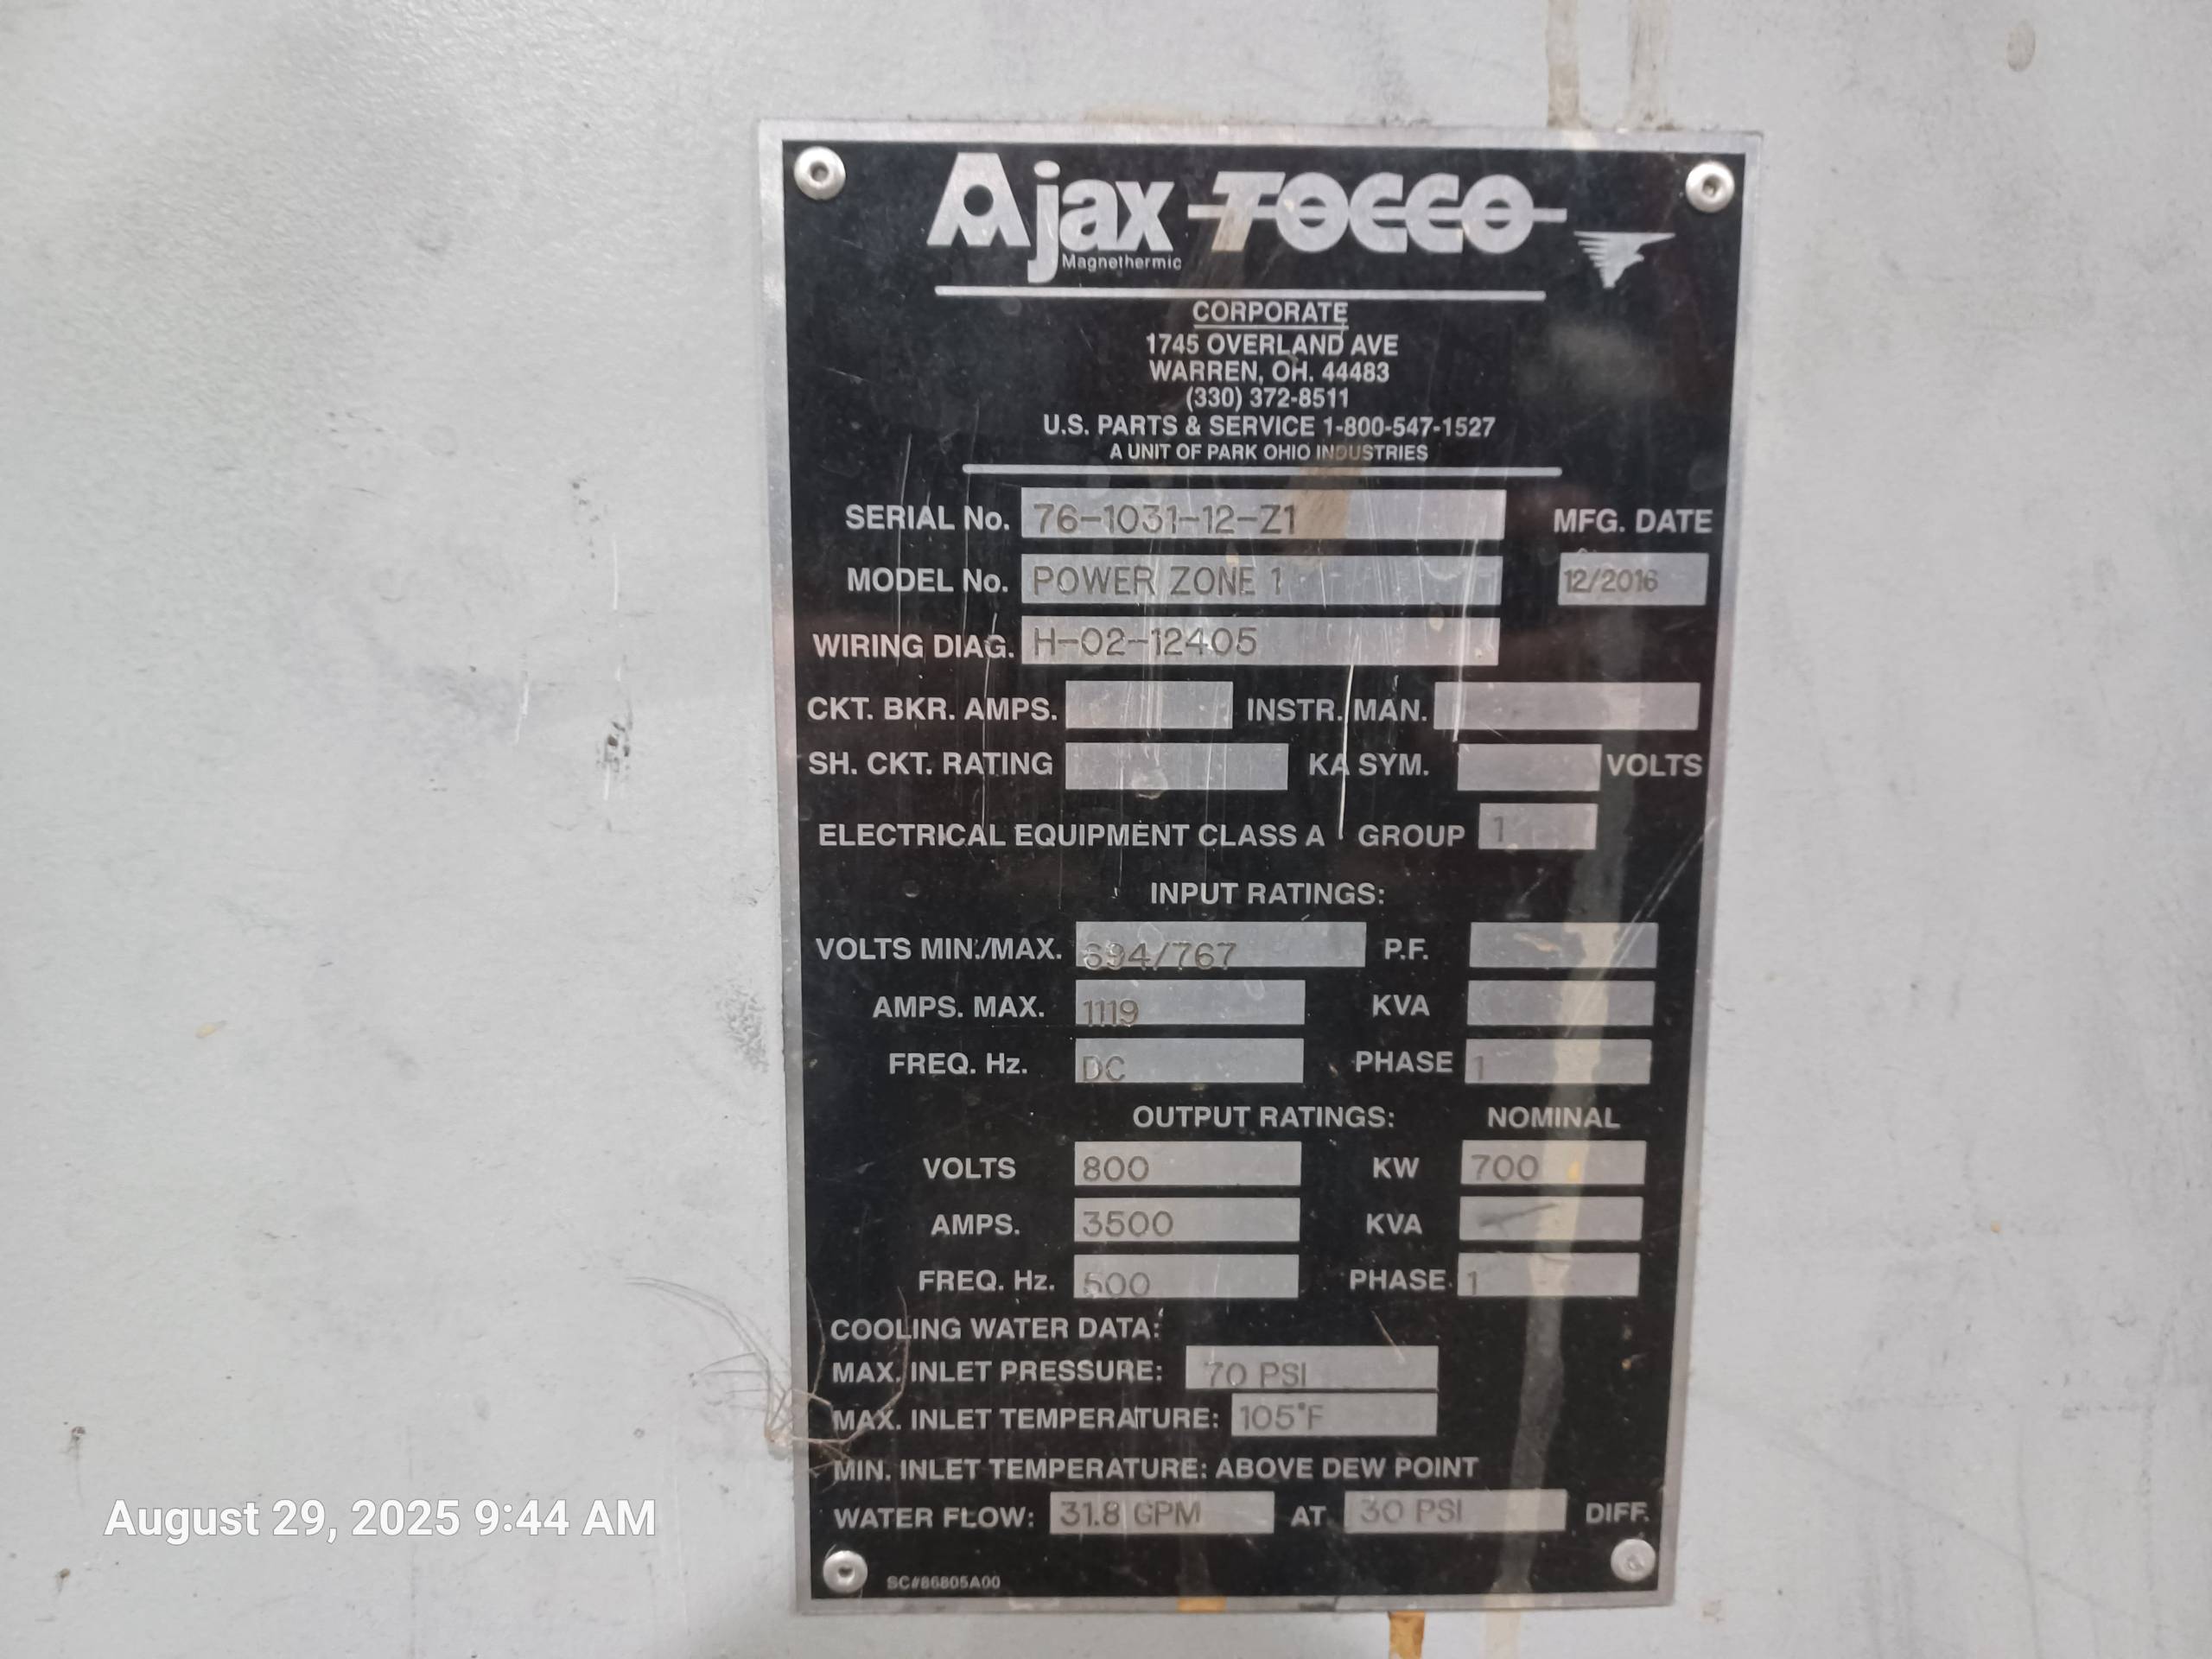 Ajax TOCCO
Magnethermic
CORPORATE
1745 OVERLAND AVE
WARREN, OH. 44483
(330) 372-8511
U.S. PARTS & SERVICE 1-800-547-1527
A UNIT OF PARK OHIO INDUSTRIES
SERIAL No. 76-1031-12-Z1 MFG. DATE
MODEL No. POWER ZONE 1 12/2016
WIRING DIAG. H-02-12405
CKT. BKR. AMPS. INSTR. MAN.
SH. CKT. RATING KA SYM. VOLTS
ELECTRICAL EQUIPMENT CLASS A GROUP 1
INPUT RATINGS:
VOLTS MIN./MAX. 694/767 P.F.
AMPS. MAX. 1119 KVA
FREQ. Hz. DC PHASE 1
OUTPUT RATINGS: NOMINAL
VOLTS 800 KW 700
AMPS. 3500 KVA
FREQ. Hz. 500 PHASE 1
COOLING WATER DATA:
MAX. INLET PRESSURE: 70 PSI
MAX. INLET TEMPERATURE: 105°F
MIN. INLET TEMPERATURE: ABOVE DEW POINT
WATER FLOW: 31.8 GPM AT 30 PSI DIFF.
SC#86805A00
August 29, 2025 9:44 AM